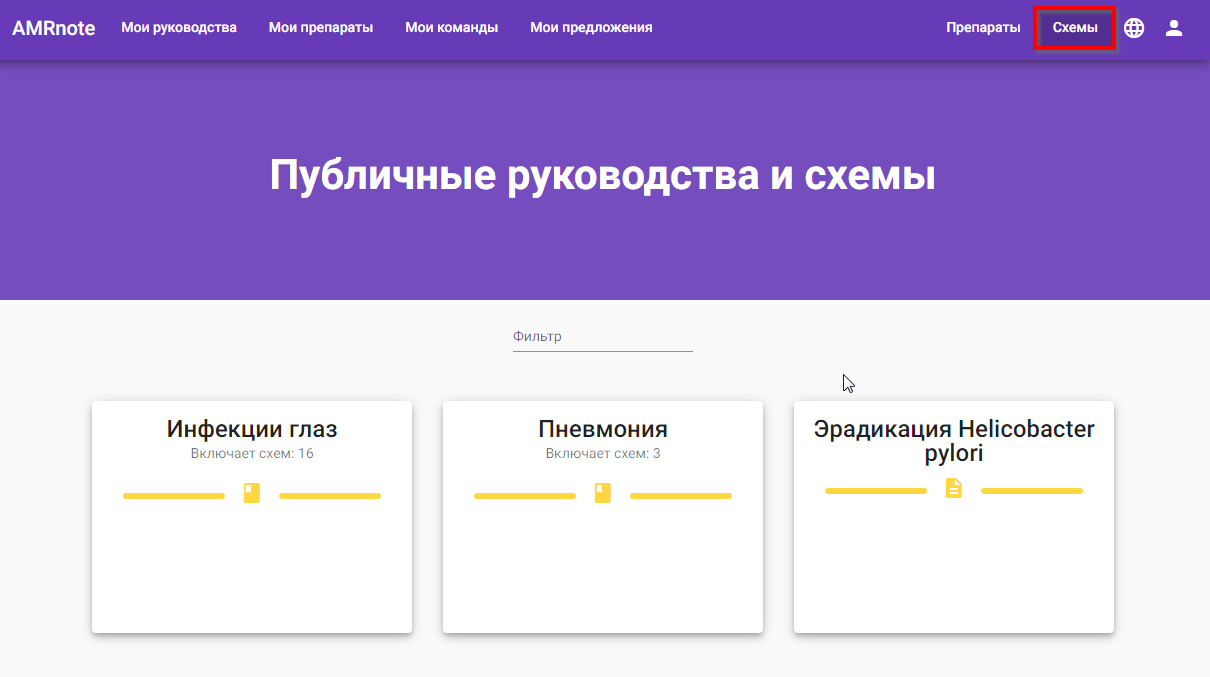 AMRnote Мои руководства Мои препараты Мои команды Мои предложения Препараты Схемы
Публичные руководства и схемы
Фильтр
Инфекции глаз
Включает схем: 16
Пневмония
Включает схем: 3
Эрадикация Helicobacter
pylori